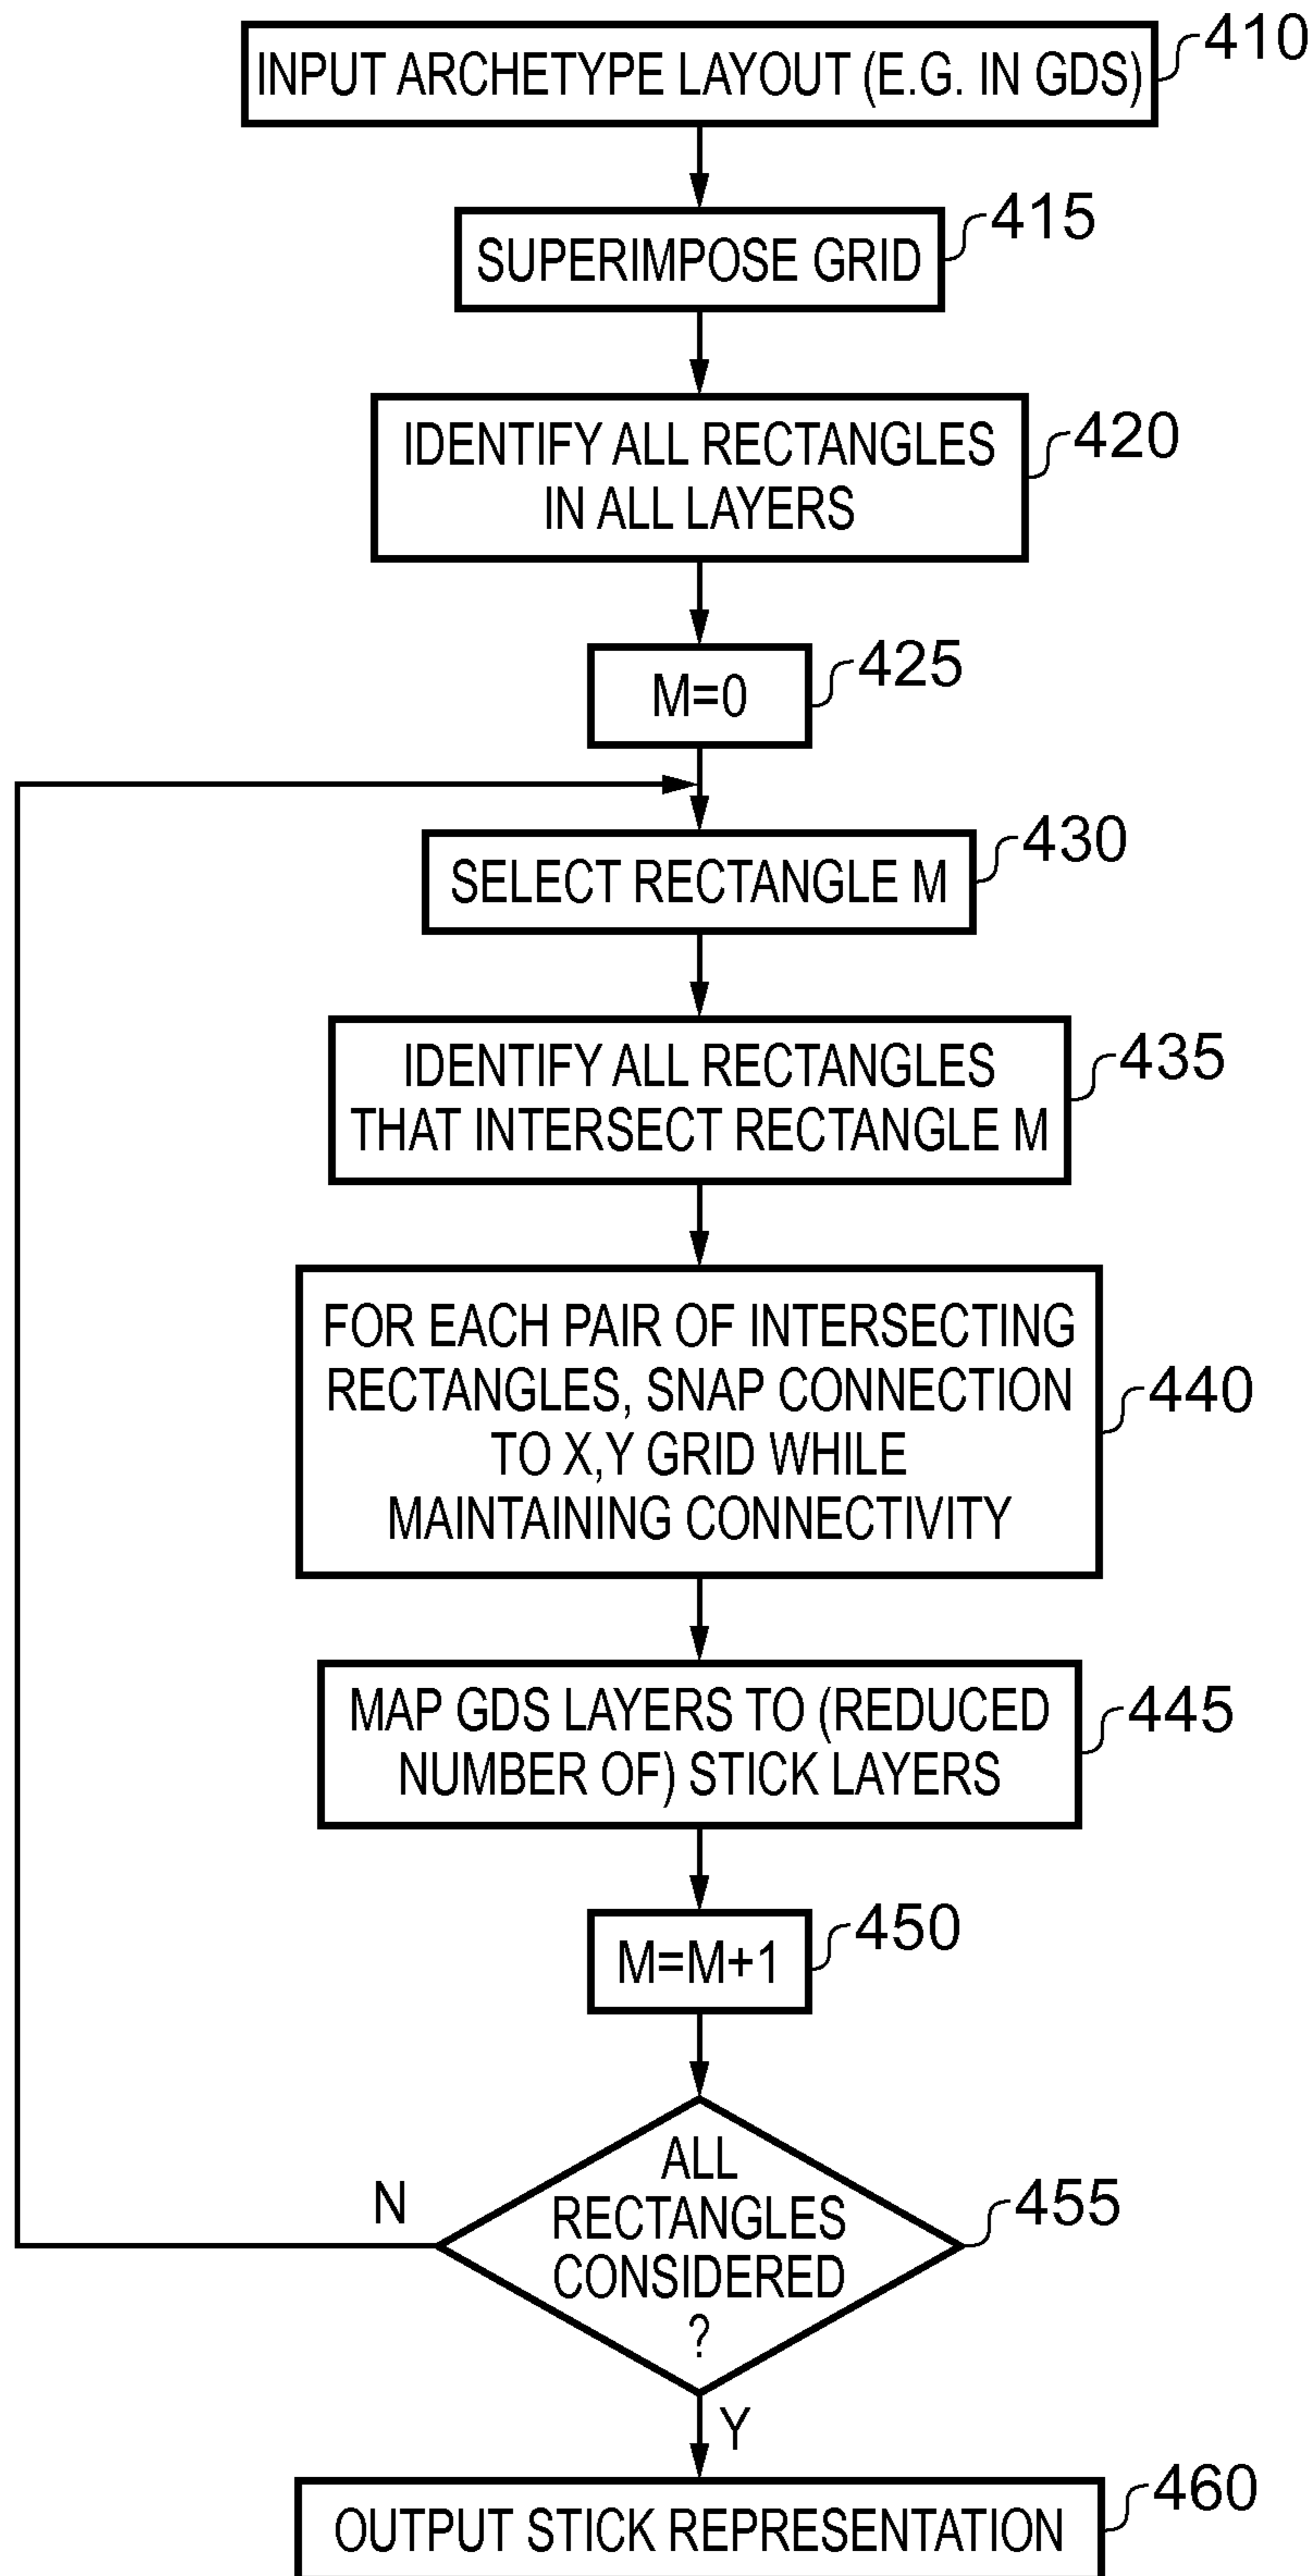 INPUT ARCHETYPE LAYOUT (E.G. IN GDS)
410
SUPERIMPOSE GRID
415
IDENTIFY ALL RECTANGLES
IN ALL LAYERS
420
M=0
425
SELECT RECTANGLE M
430
IDENTIFY ALL RECTANGLES
THAT INTERSECT RECTANGLE M
435
FOR EACH PAIR OF INTERSECTING
RECTANGLES, SNAP CONNECTION
TO X,Y GRID WHILE
MAINTAINING CONNECTIVITY
440
MAP GDS LAYERS TO (REDUCED
NUMBER OF) STICK LAYERS
445
M=M+1
450
ALL
RECTANGLES
CONSIDERED
?
455
N
Y
OUTPUT STICK REPRESENTATION
460